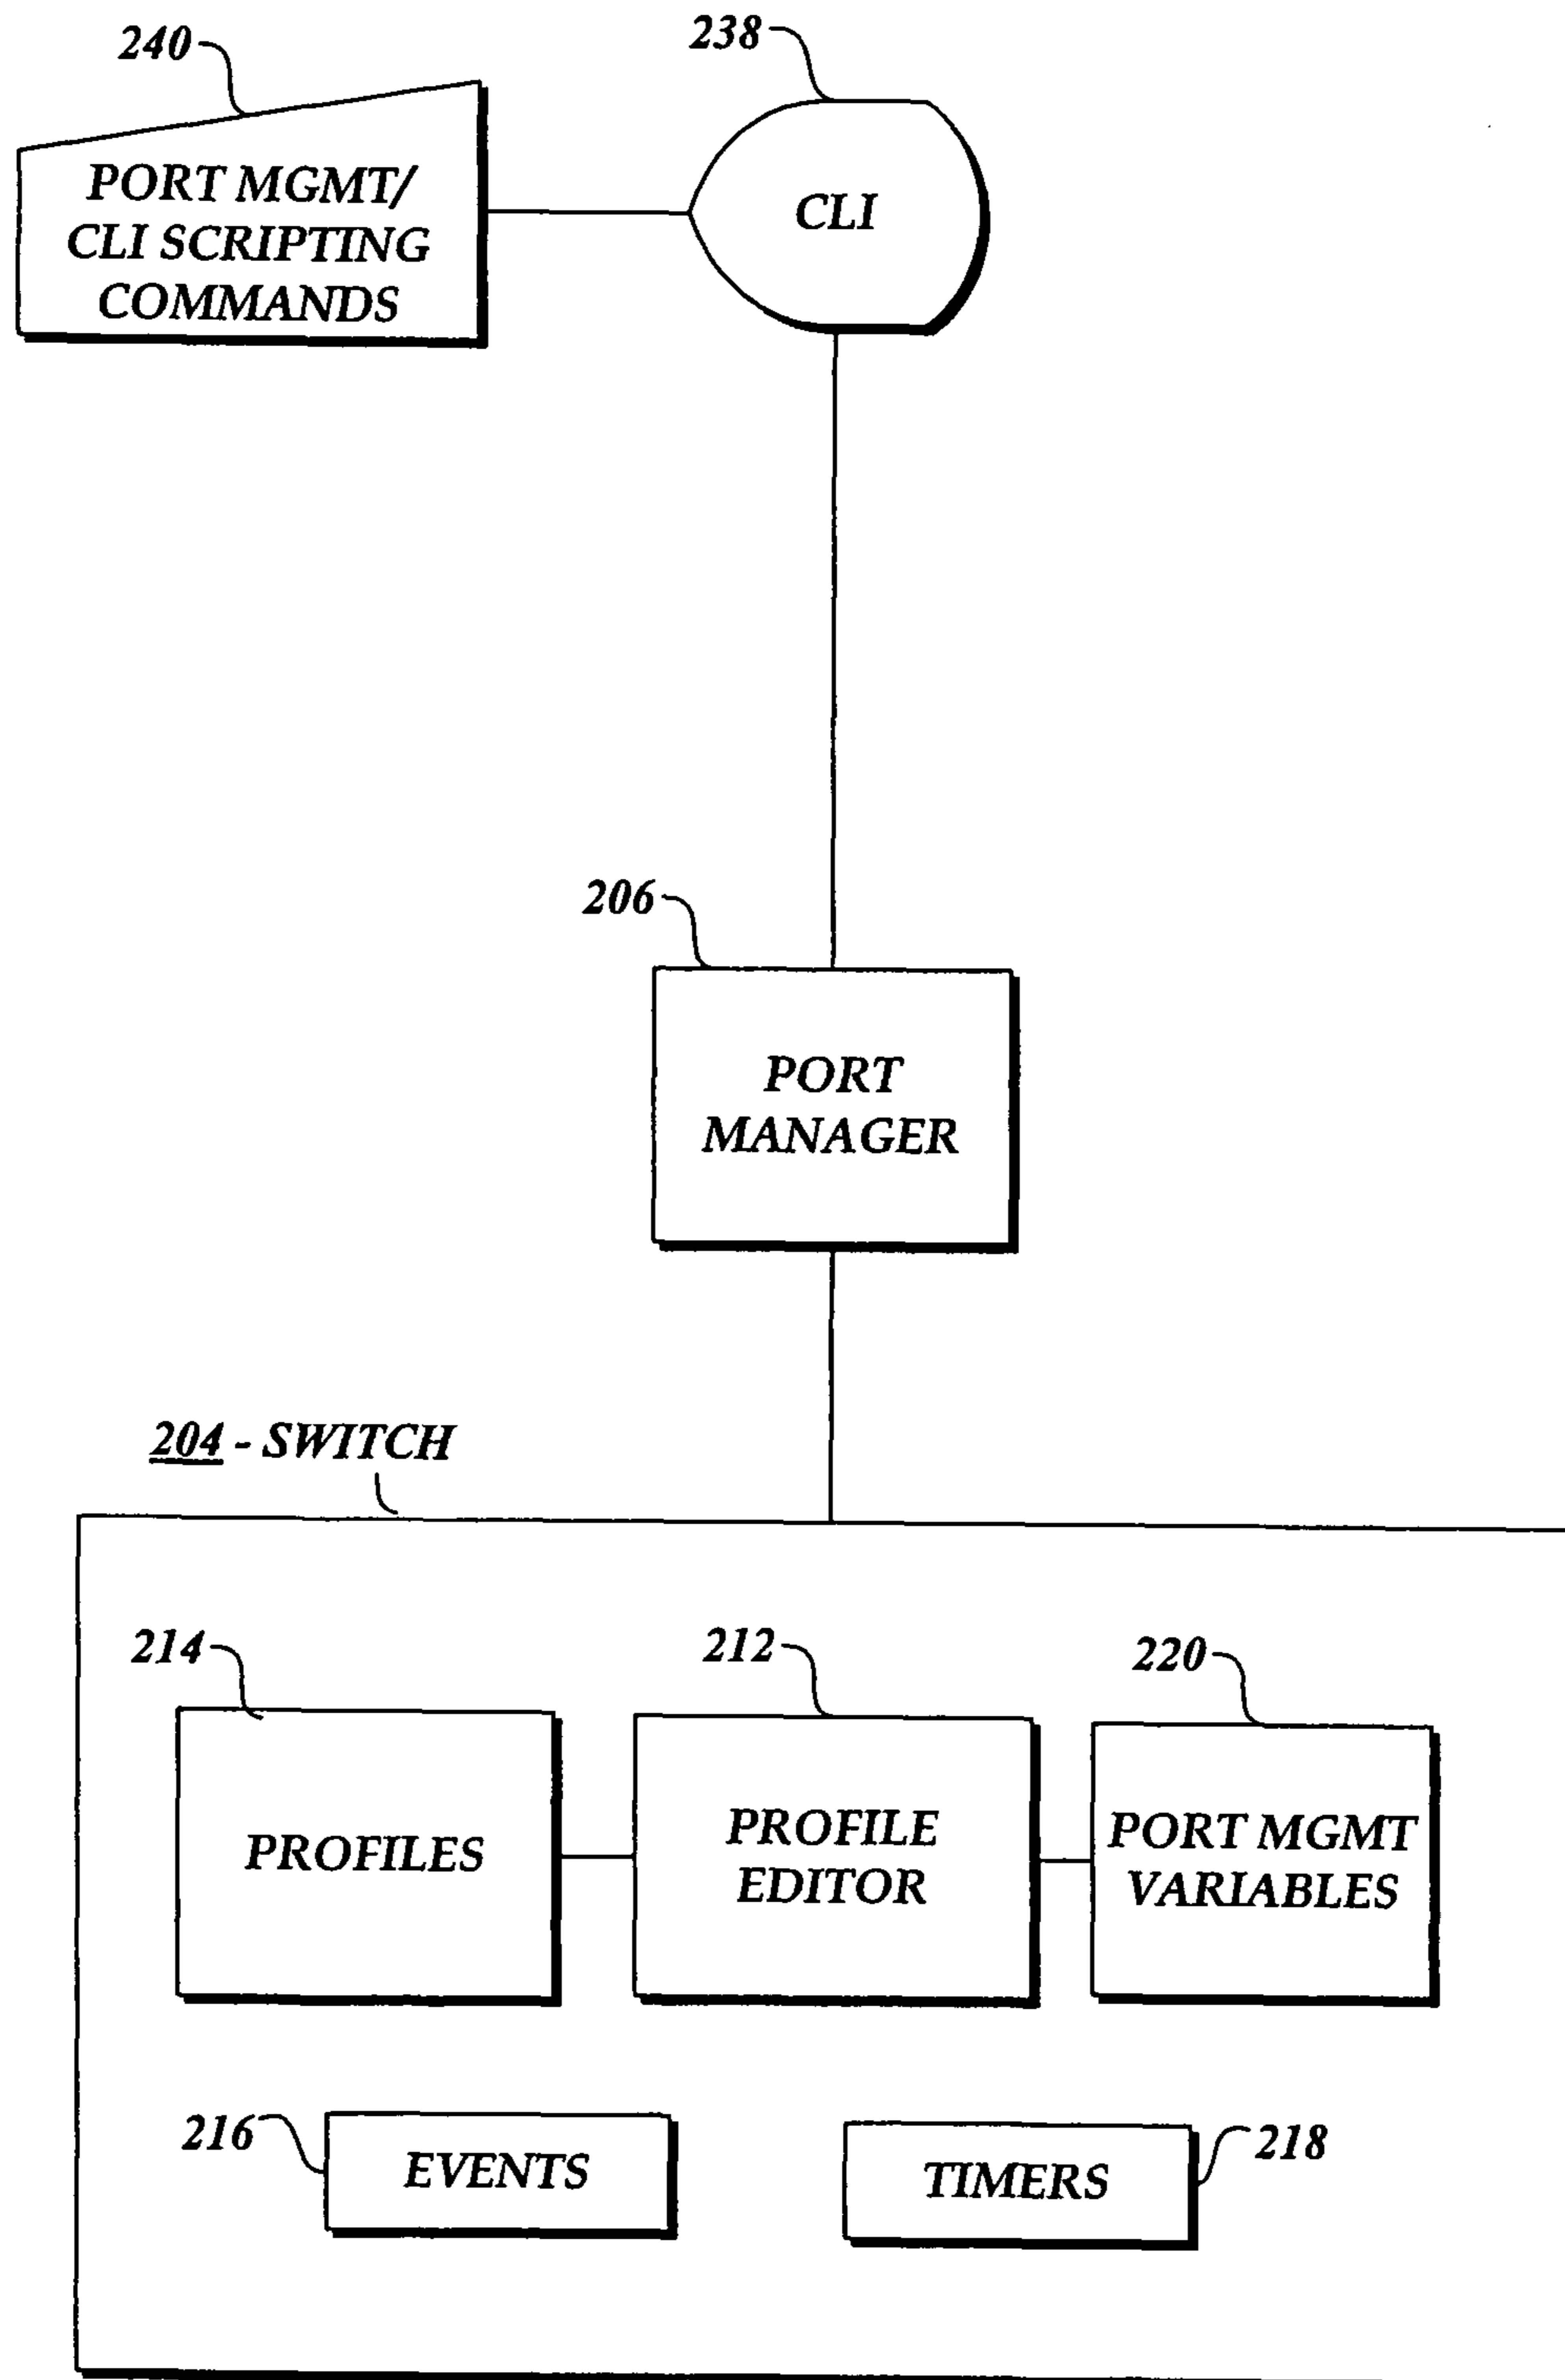 240
238
PORT MGMT/
CLI SCRIPTING
COMMANDS
CLI
206
PORT
MANAGER
204 - SWITCH
214
212
220
PROFILES
PROFILE
EDITOR
PORT MGMT
VARIABLES
216
EVENTS
TIMERS
218